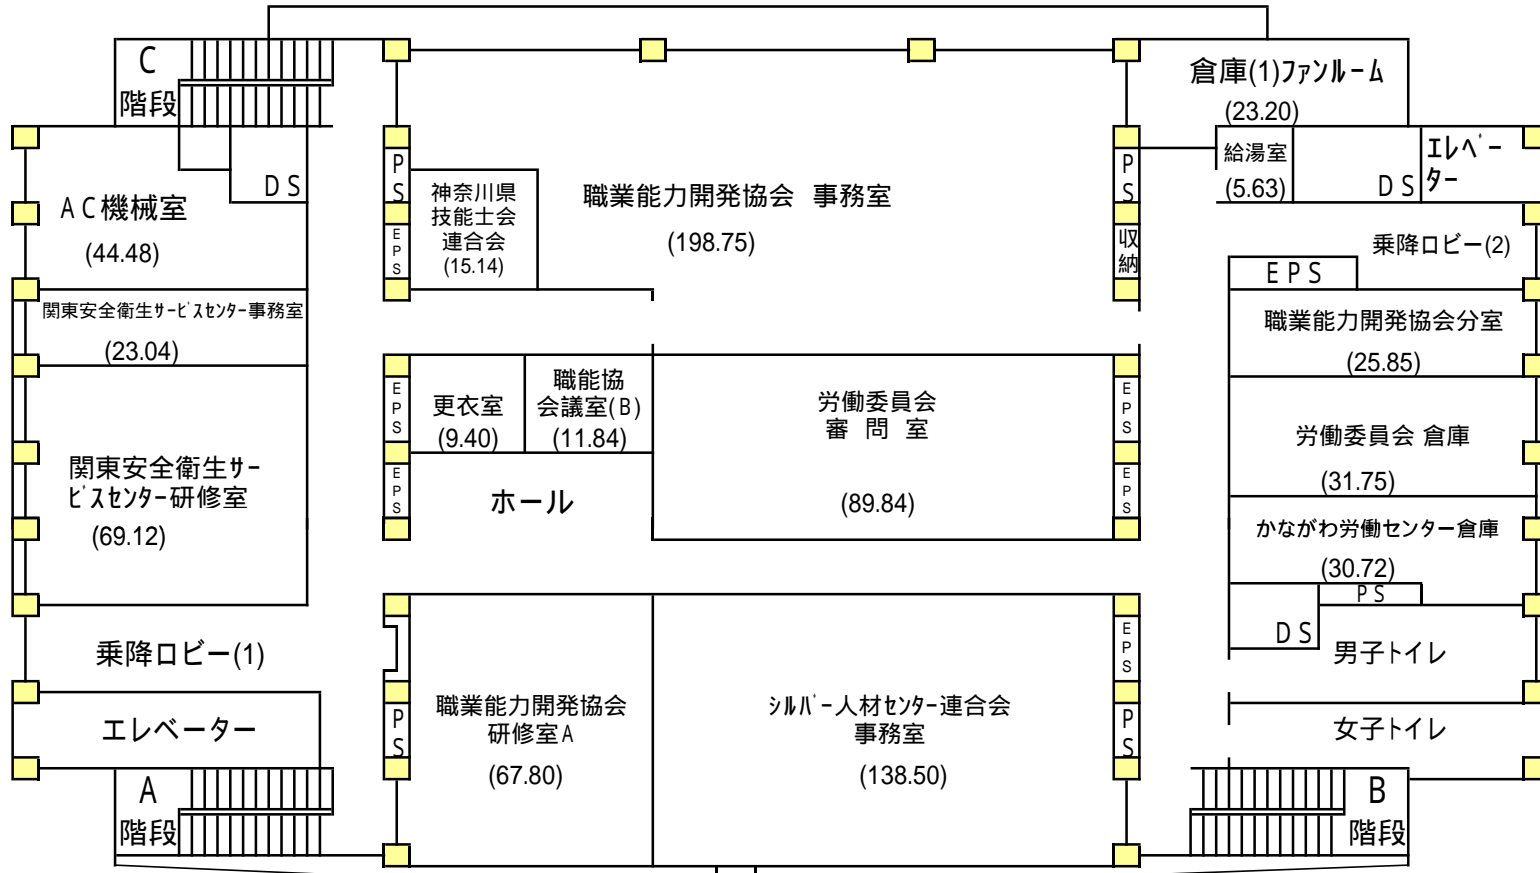 C
階段
倉庫(1)ファンルーム
(23.20)
DS
AC機械室
(44.48)
PS
EPS
神奈川県
技能士会
連合会
(15.14)
職業能力開発協会 事務室
(198.75)
PS
収納
給湯室
(5.63)
DS
エレベー
ター
乗降ロビー(2)
EPS
関東安全衛生サービスセンター事務室
(23.04)
職業能力開発協会分室
(25.85)
EPS
EPS
更衣室
(9.40)
職能協
会議室(B)
(11.84)
労働委員会
審 問 室
(89.84)
EPS
EPS
労働委員会 倉庫
(31.75)
関東安全衛生サー
ビスセンター研修室
(69.12)
ホール
かながわ労働センター倉庫
(30.72)
PS
DS
男子トイレ
乗降ロビー(1)
エレベーター
PS
職業能力開発協会
研修室A
(67.80)
シルバー人材センター連合会
事務室
(138.50)
EPS
PS
女子トイレ
A
階段
B
階段